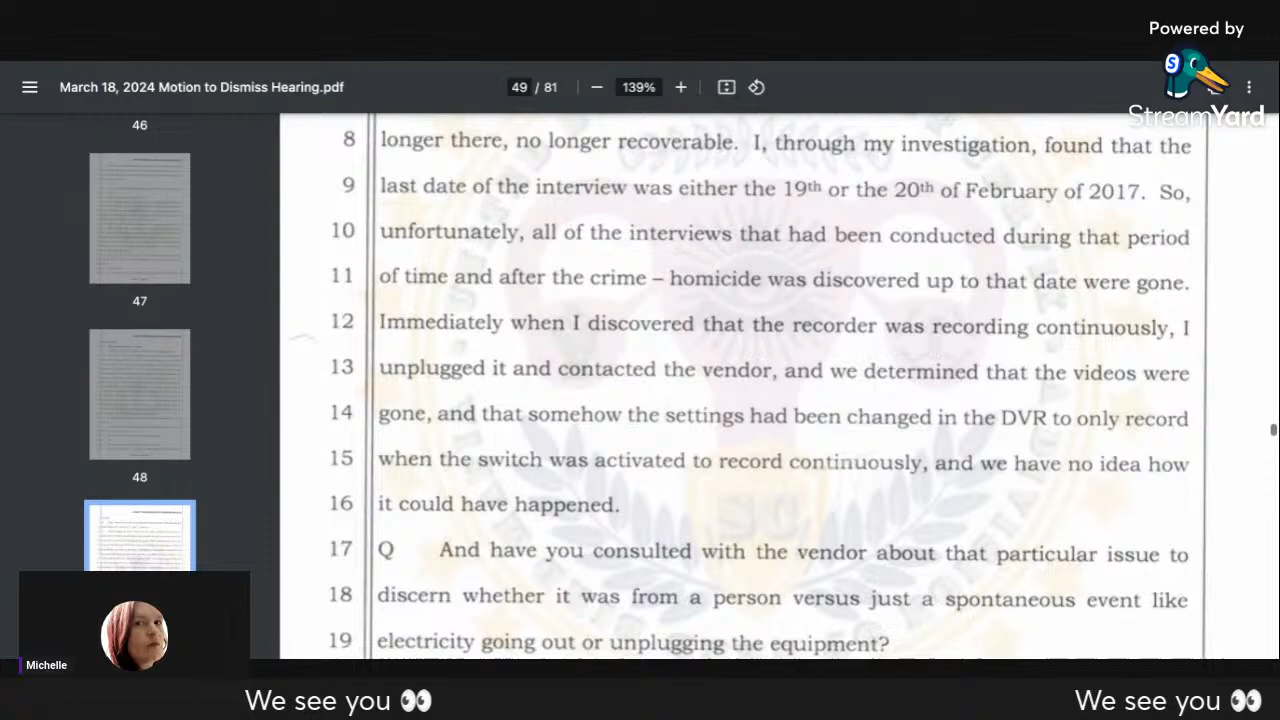 Powered by
StreamYard
March 18, 2024 Motion to Dismiss Hearing.pdf
49 / 81
139%
46
47
48
8 longer there, no longer recoverable. I, through my investigation, found that the
9 last date of the interview was either the 19th or the 20th of February of 2017. So,
10 unfortunately, all of the interviews that had been conducted during that period
11 of time and after the crime – homicide was discovered up to that date were gone.
12 Immediately when I discovered that the recorder was recording continuously, I
13 unplugged it and contacted the vendor, and we determined that the videos were
14 gone, and that somehow the settings had been changed in the DVR to only record
15 when the switch was activated to record continuously, and we have no idea how
16 it could have happened.
17 Q And have you consulted with the vendor about that particular issue to
18 discern whether it was from a person versus just a spontaneous event like
19 electricity going out or unplugging the equipment?
Michelle
We see you 👀
We see you 👀